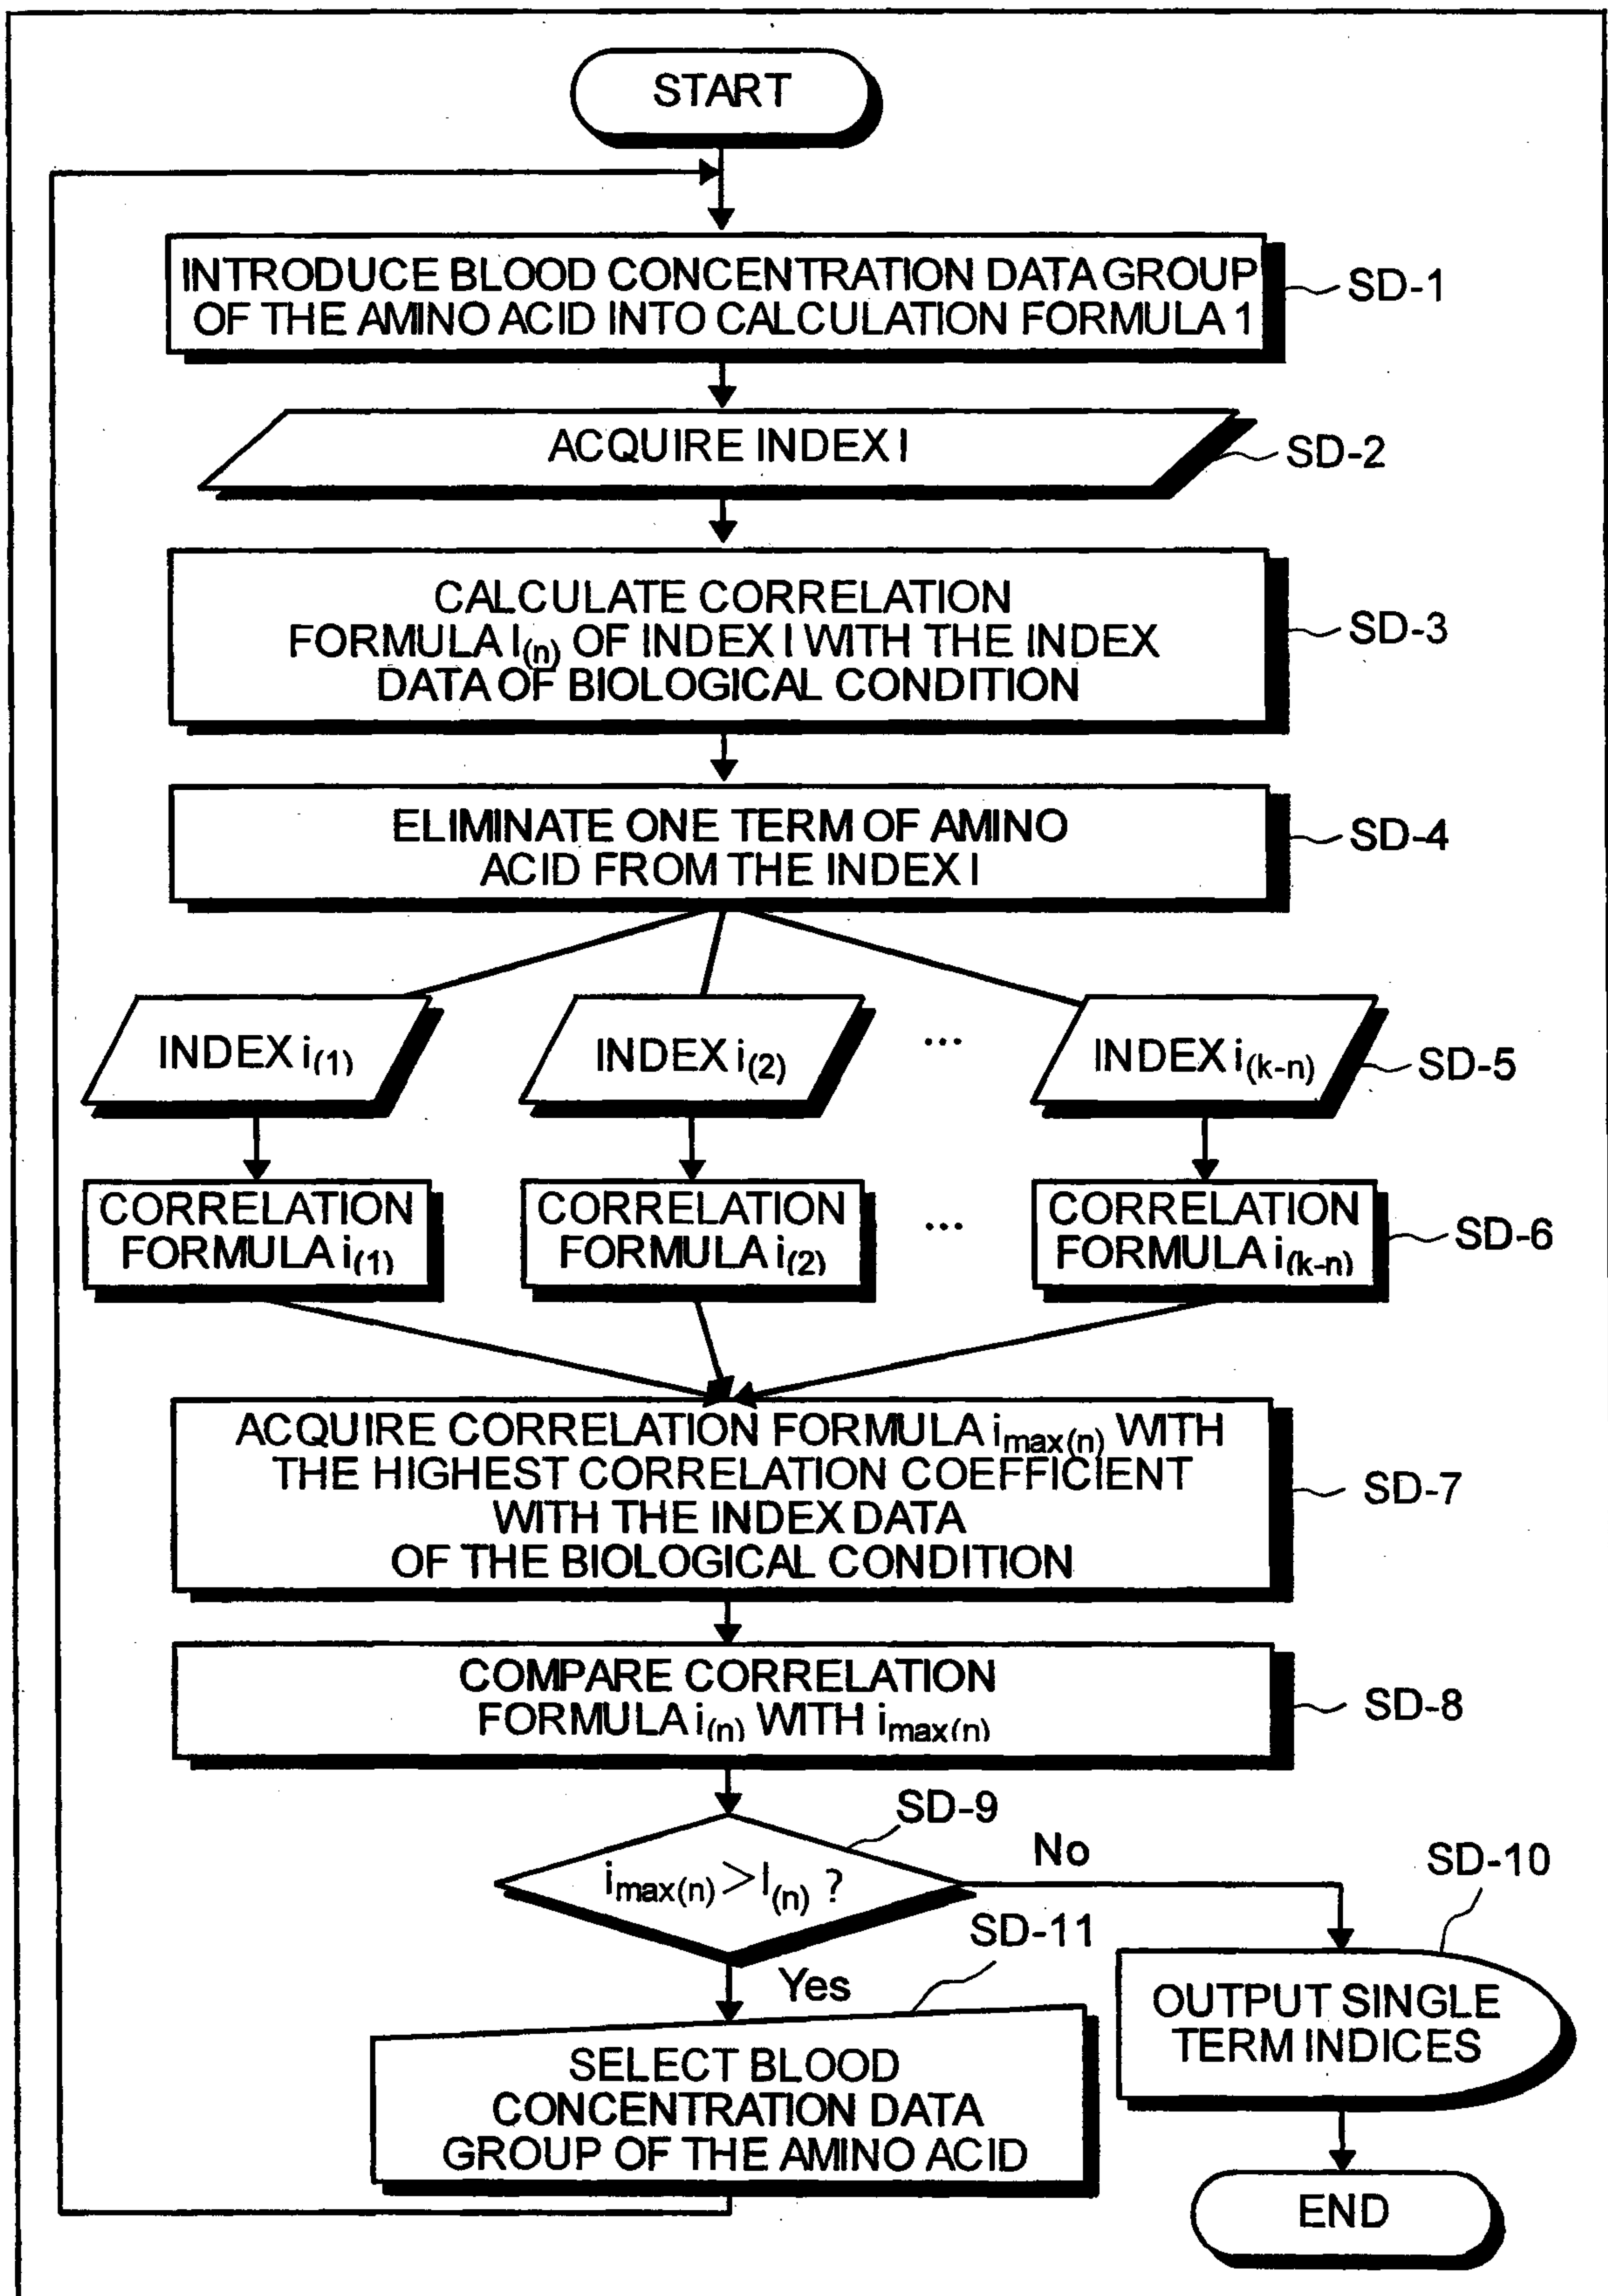 START
INTRODUCE BLOOD CONCENTRATION DATA GROUP
OF THE AMINO ACID INTO CALCULATION FORMULA 1
SD-1
ACQUIRE INDEX I
SD-2
CALCULATE CORRELATION
FORMULA I(n) OF INDEX I WITH THE INDEX
DATA OF BIOLOGICAL CONDITION
SD-3
ELIMINATE ONE TERM OF AMINO
ACID FROM THE INDEX I
SD-4
INDEX i(1)
INDEX i(2)
...
INDEX i(k-n)
SD-5
CORRELATION
FORMULA i(1)
CORRELATION
FORMULA i(2)
...
CORRELATION
FORMULA i(k-n)
SD-6
ACQUIRE CORRELATION FORMULA imax(n) WITH
THE HIGHEST CORRELATION COEFFICIENT
WITH THE INDEX DATA
OF THE BIOLOGICAL CONDITION
SD-7
COMPARE CORRELATION
FORMULA i(n) WITH imax(n)
SD-8
SD-9
imax(n) > I(n) ?
No
SD-10
Yes
SD-11
OUTPUT SINGLE
TERM INDICES
SELECT BLOOD
CONCENTRATION DATA
GROUP OF THE AMINO ACID
END